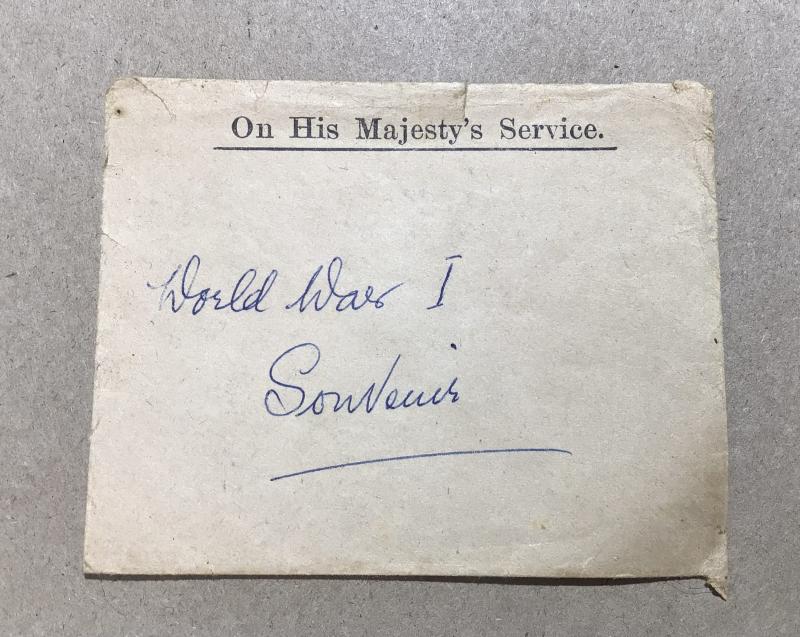 On His Majesty's Service.
World War I
Souvenir